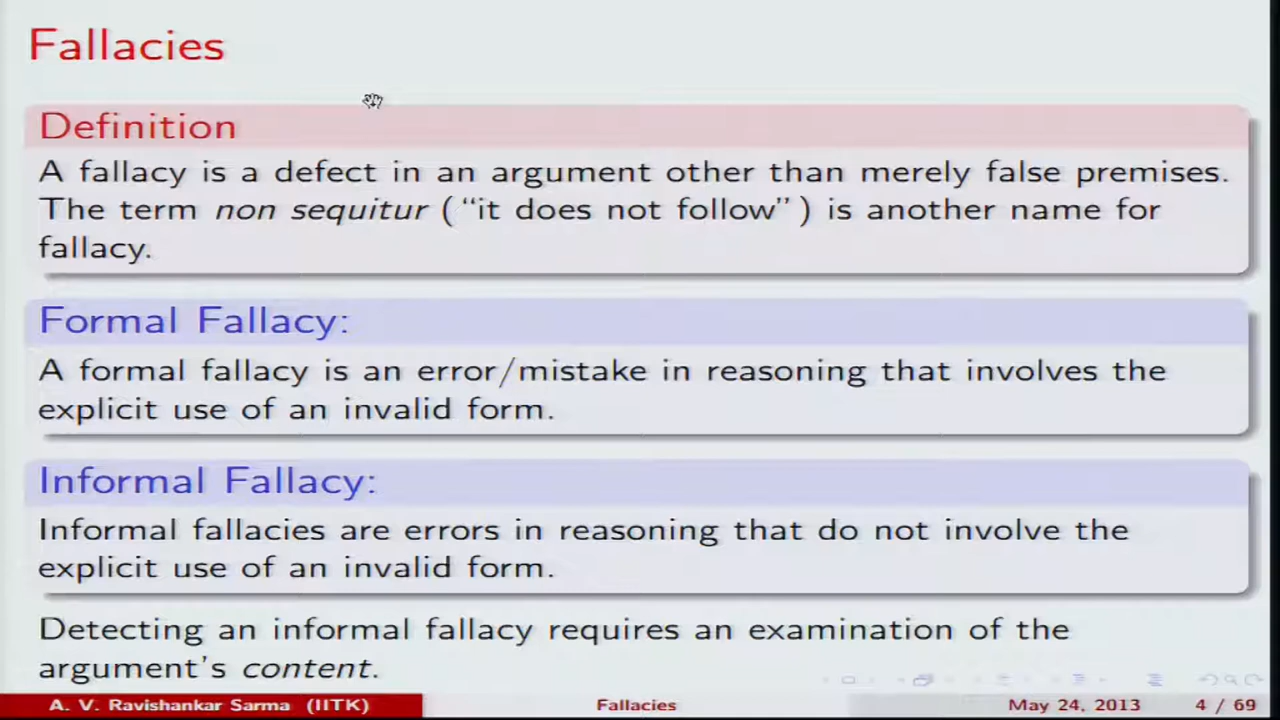 Fallacies
Definition
A fallacy is a defect in an argument other than merely false premises.
The term non sequitur (“it does not follow”) is another name for
fallacy.
Formal Fallacy:
A formal fallacy is an error/mistake in reasoning that involves the
explicit use of an invalid form.
Informal Fallacy:
Informal fallacies are errors in reasoning that do not involve the
explicit use of an invalid form.
Detecting an informal fallacy requires an examination of the
argument's content.
A. V. Ravishankar Sarma (IITK) Fallacies May 24, 2013 4 / 69